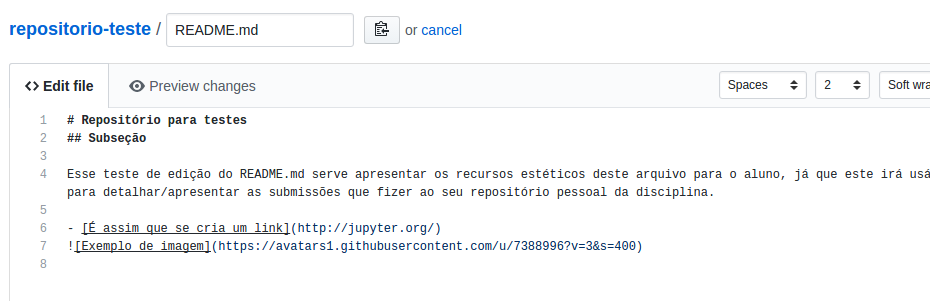 repositorio-teste / README.md or cancel
Edit file Preview changes Spaces 2 Soft
1 # Repositório para testes
2 ## Subseção
3
4 Esse teste de edição do README.md serve apresentar os recursos estéticos deste arquivo para o aluno, já que este irá
para detalhar/apresentar as submissões que fizer ao seu repositório pessoal da disciplina.
5
6 - [É assim que se cria um link](http://jupyter.org/)
7 ![Exemplo de imagem](https://avatars1.githubusercontent.com/u/7388996?v=3&s=400)
8